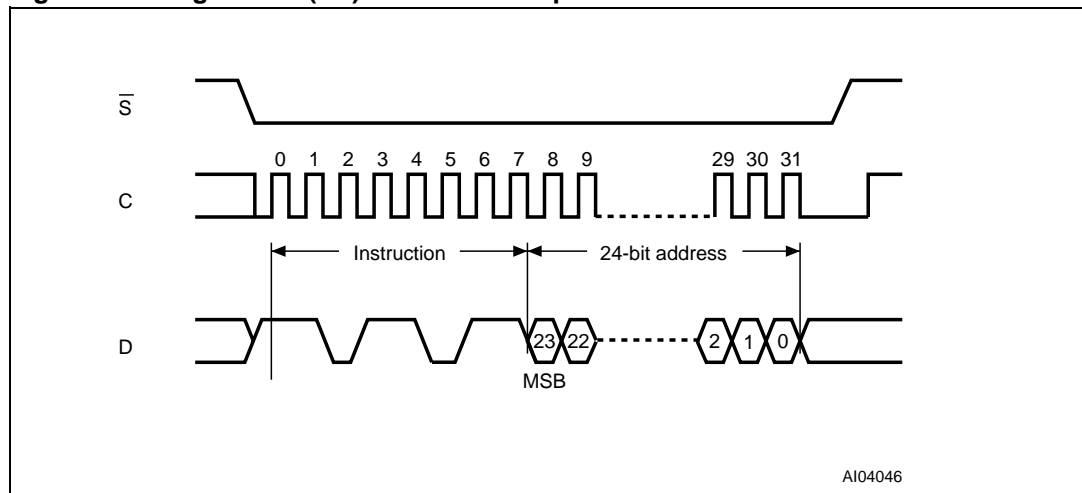 S
0 1 2 3 4 5 6 7 8 9 29 30 31
C
Instruction 24-bit address
D 23 22 2 1 0
MSB
AI04046